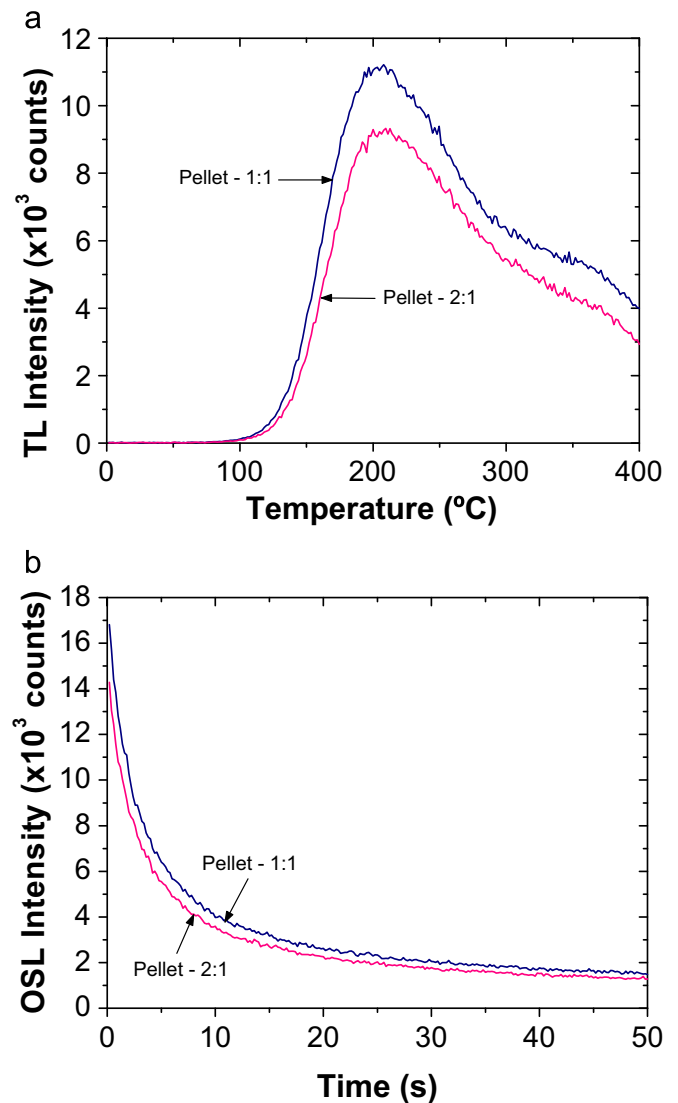 a
12
10
8
6
4
2
0
TL Intensity (x10³ counts)
Pellet - 1:1
Pellet - 2:1
0 100 200 300 400
Temperature (ºC)
b
18
16
14
12
10
8
6
4
2
0
OSL Intensity (x10³ counts)
Pellet - 1:1
Pellet - 2:1
0 10 20 30 40 50
Time (s)